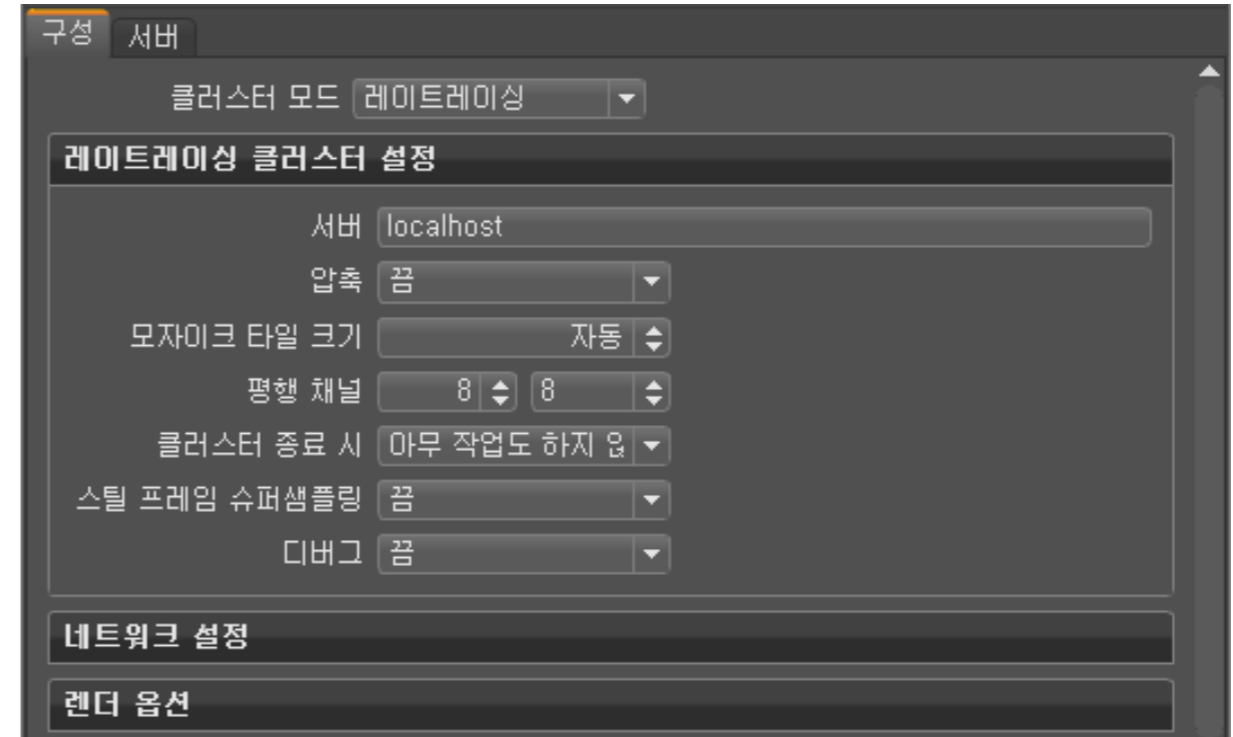 구성 서버
클러스터 모드 레이트레이싱
레이트레이싱 클러스터 설정
서버 localhost
압축 끔
모자이크 타일 크기 자동
평행 채널 8 8
클러스터 종료 시 아무 작업도 하지
스틸 프레임 슈퍼샘플링 끔
디버그 끔
네트워크 설정
렌더 옵션